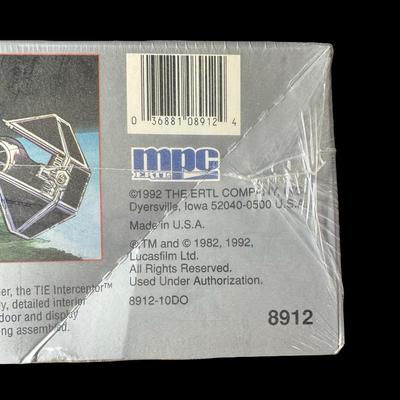 0 36881 08912 4
mpc
ERTL
©1992 THE ERTL COMPANY, INC.
Dyersville, Iowa 52040-0500 U.S.A.
Made in U.S.A.
®TM and © 1982, 1992,
Lucasfilm Ltd.
All Rights Reserved.
Used Under Authorization.
8912-10DO
8912
the TIE Interceptor™
detailed interior
door and display
assembled.